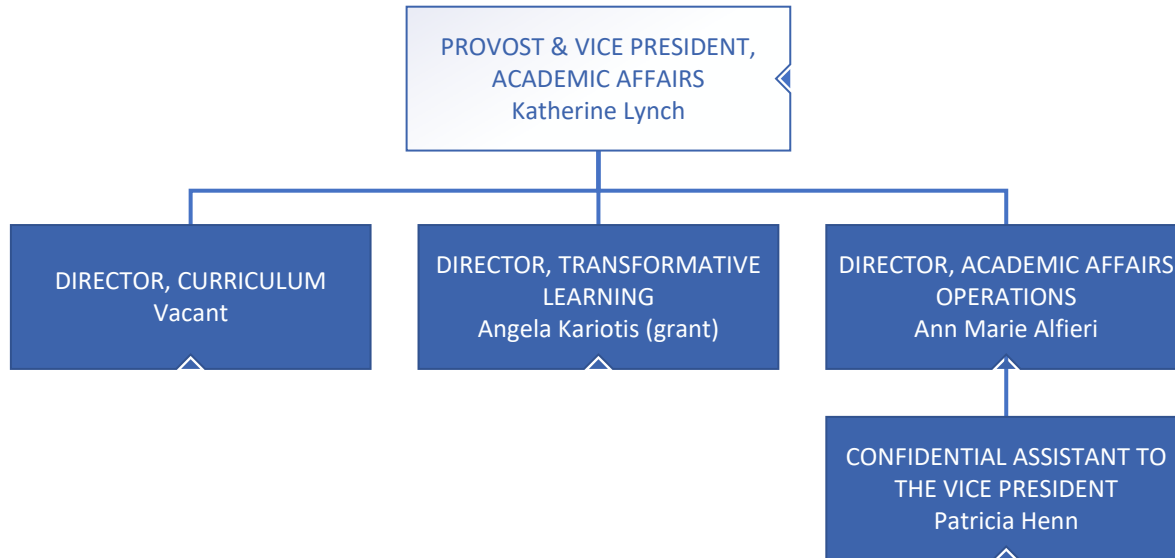 PROVOST & VICE PRESIDENT,
ACADEMIC AFFAIRS
Katherine Lynch
DIRECTOR, CURRICULUM
Vacant
DIRECTOR, TRANSFORMATIVE
LEARNING
Angela Kariotis (grant)
DIRECTOR, ACADEMIC AFFAIRS
OPERATIONS
Ann Marie Alfieri
CONFIDENTIAL ASSISTANT TO
THE VICE PRESIDENT
Patricia Henn